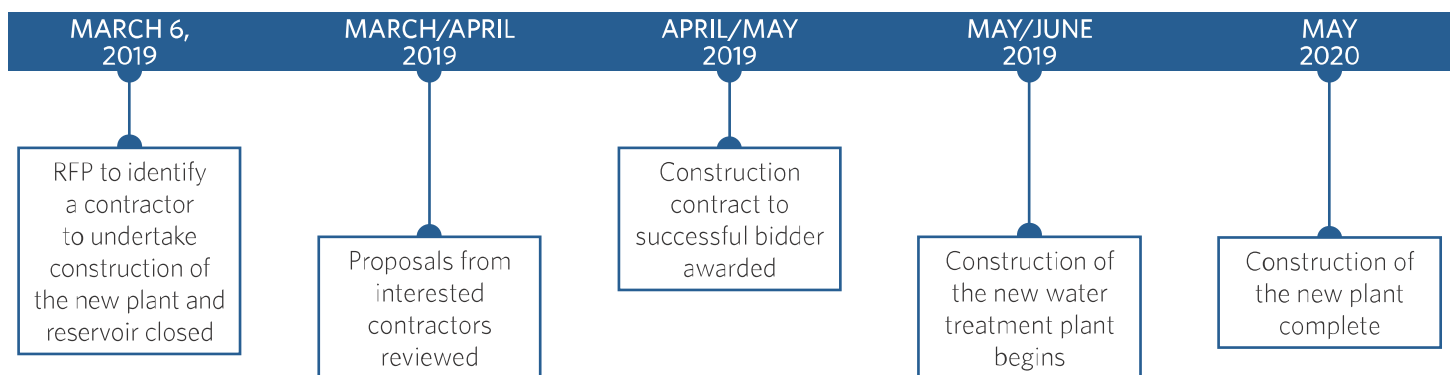 MARCH 6,
2019
MARCH/APRIL
2019
APRIL/MAY
2019
MAY/JUNE
2019
MAY
2020
RFP to identify
a contractor
to undertake
construction of
the new plant and
reservoir closed
Proposals from
interested
contractors
reviewed
Construction
contract to
successful bidder
awarded
Construction of
the new water
treatment plant
begins
Construction of
the new plant
complete